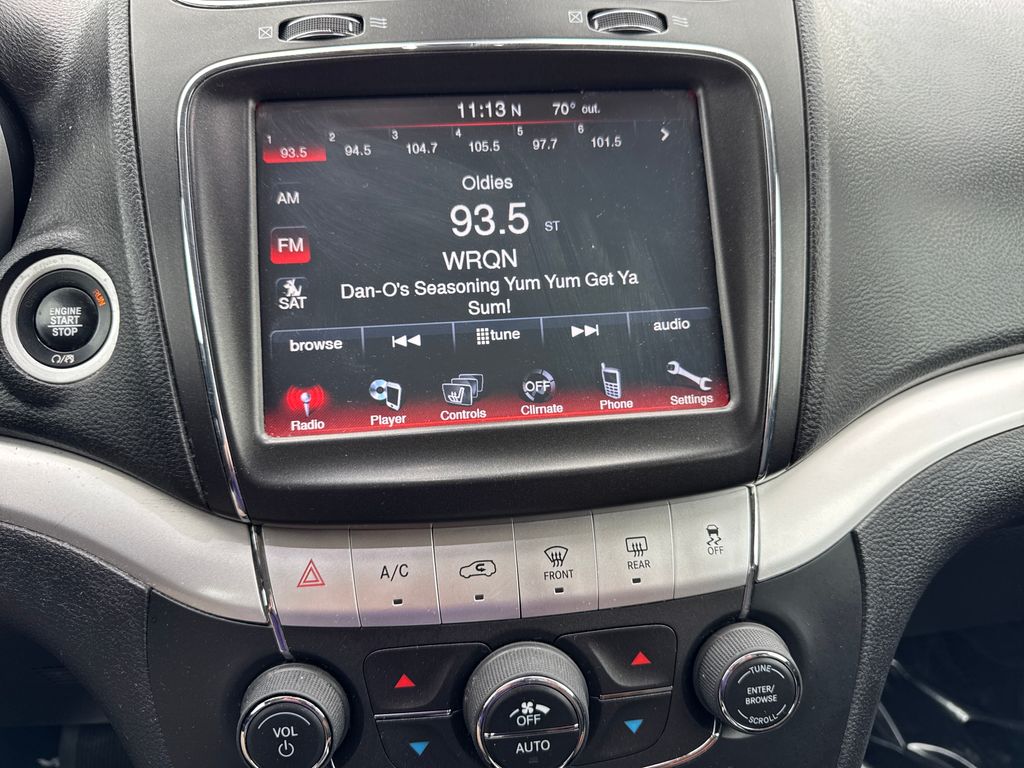 11:13 N 70° out.
1 2 3 4 5 6
93.5 94.5 104.7 105.5 97.7 101.5
Oldies
AM
93.5 ST
FM
WRQN
SAT
Dan-O's Seasoning Yum Yum Get Ya
Sum!
browse tune audio
OFF
Radio Player Controls Climate Phone Settings
ENGINE
START
STOP
A/C
FRONT
REAR
OFF
VOL
OFF
AUTO
TUNE
ENTER/
BROWSE
SCROLL